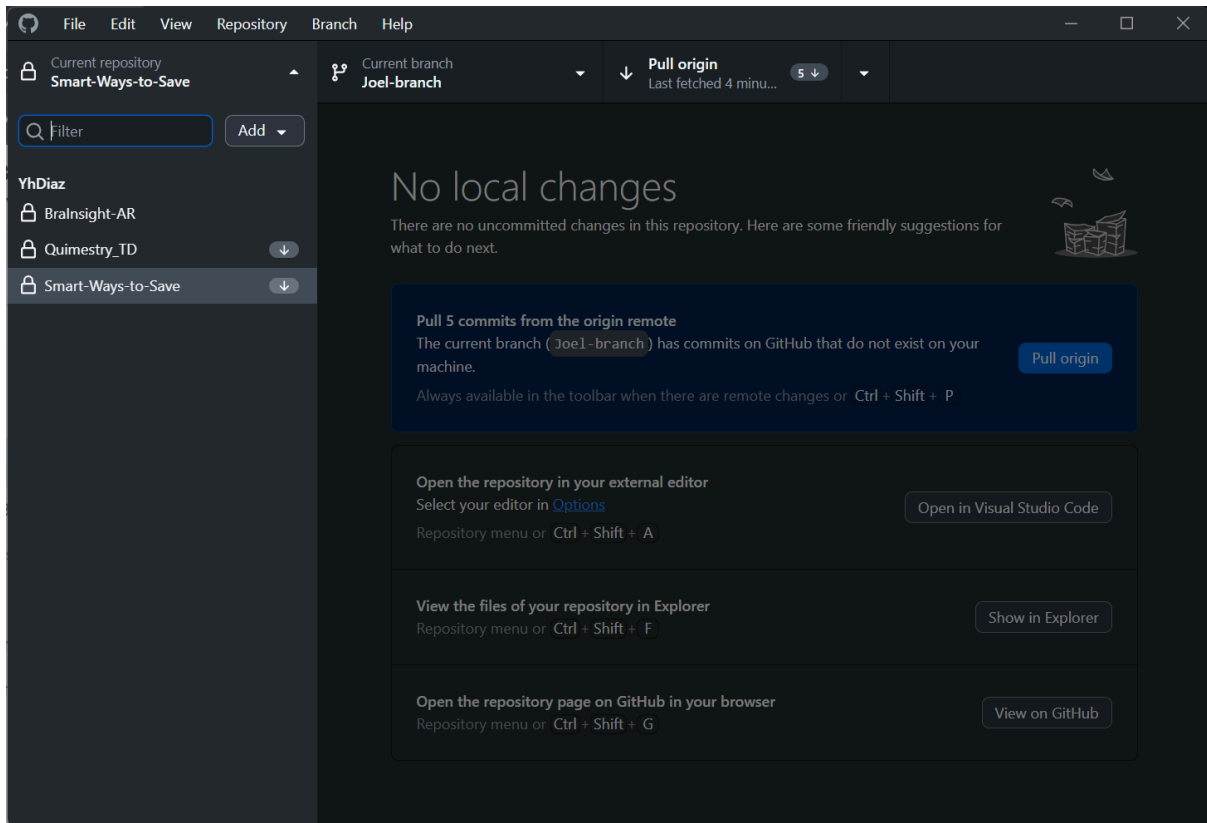 File Edit View Repository Branch Help
Current repository
Smart-Ways-to-Save
Current branch
Joel-branch
Pull origin
Last fetched 4 minu...
5
Filter
Add
YhDiaz
BraInsight-AR
Quimestry_TD
Smart-Ways-to-Save
No local changes
There are no uncommitted changes in this repository. Here are some friendly suggestions for
what to do next.
Pull 5 commits from the origin remote
The current branch ( Joel-branch ) has commits on GitHub that do not exist on your
machine.
Always available in the toolbar when there are remote changes or Ctrl + Shift + P
Pull origin
Open the repository in your external editor
Select your editor in Options
Repository menu or Ctrl + Shift + A
Open in Visual Studio Code
View the files of your repository in Explorer
Repository menu or Ctrl + Shift + F
Show in Explorer
Open the repository page on GitHub in your browser
Repository menu or Ctrl + Shift + G
View on GitHub